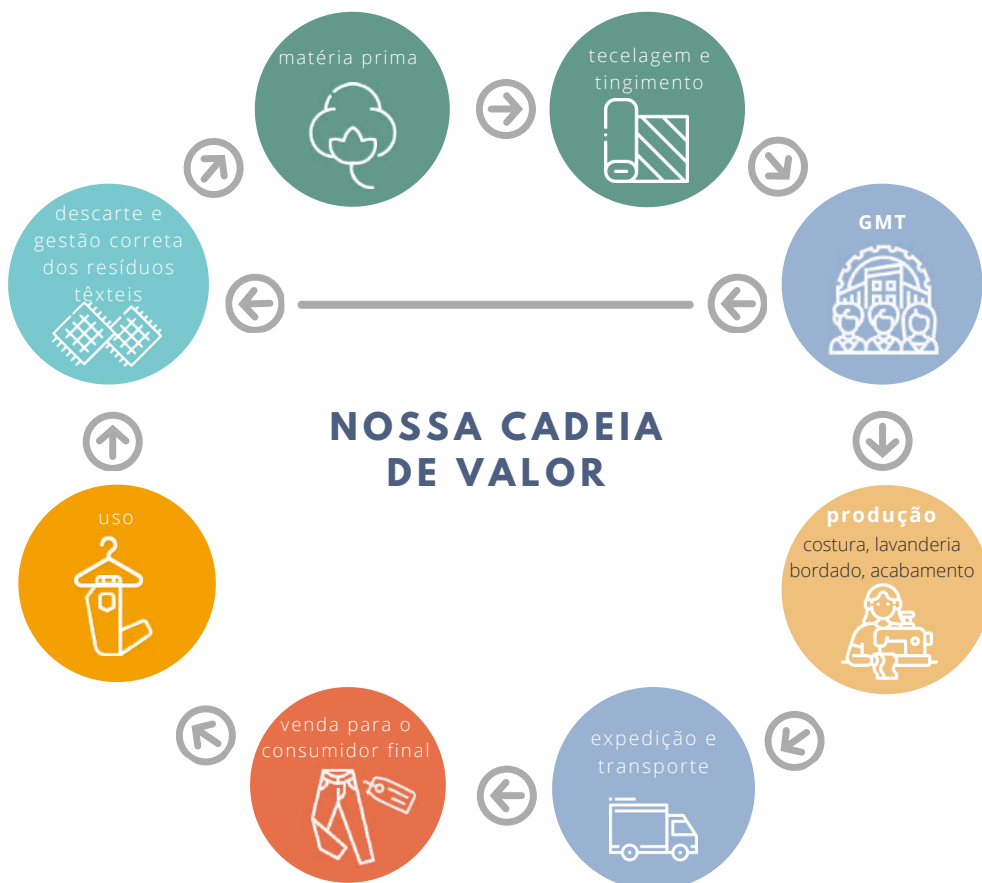 matéria prima
tecelagem e
tingimento
GMT
produção
costura, lavanderia
bordado, acabamento
expedição e
transporte
venda para o
consumidor final
uso
descarte e
gestão correta
dos resíduos
têxteis
NOSSA CADEIA
DE VALOR